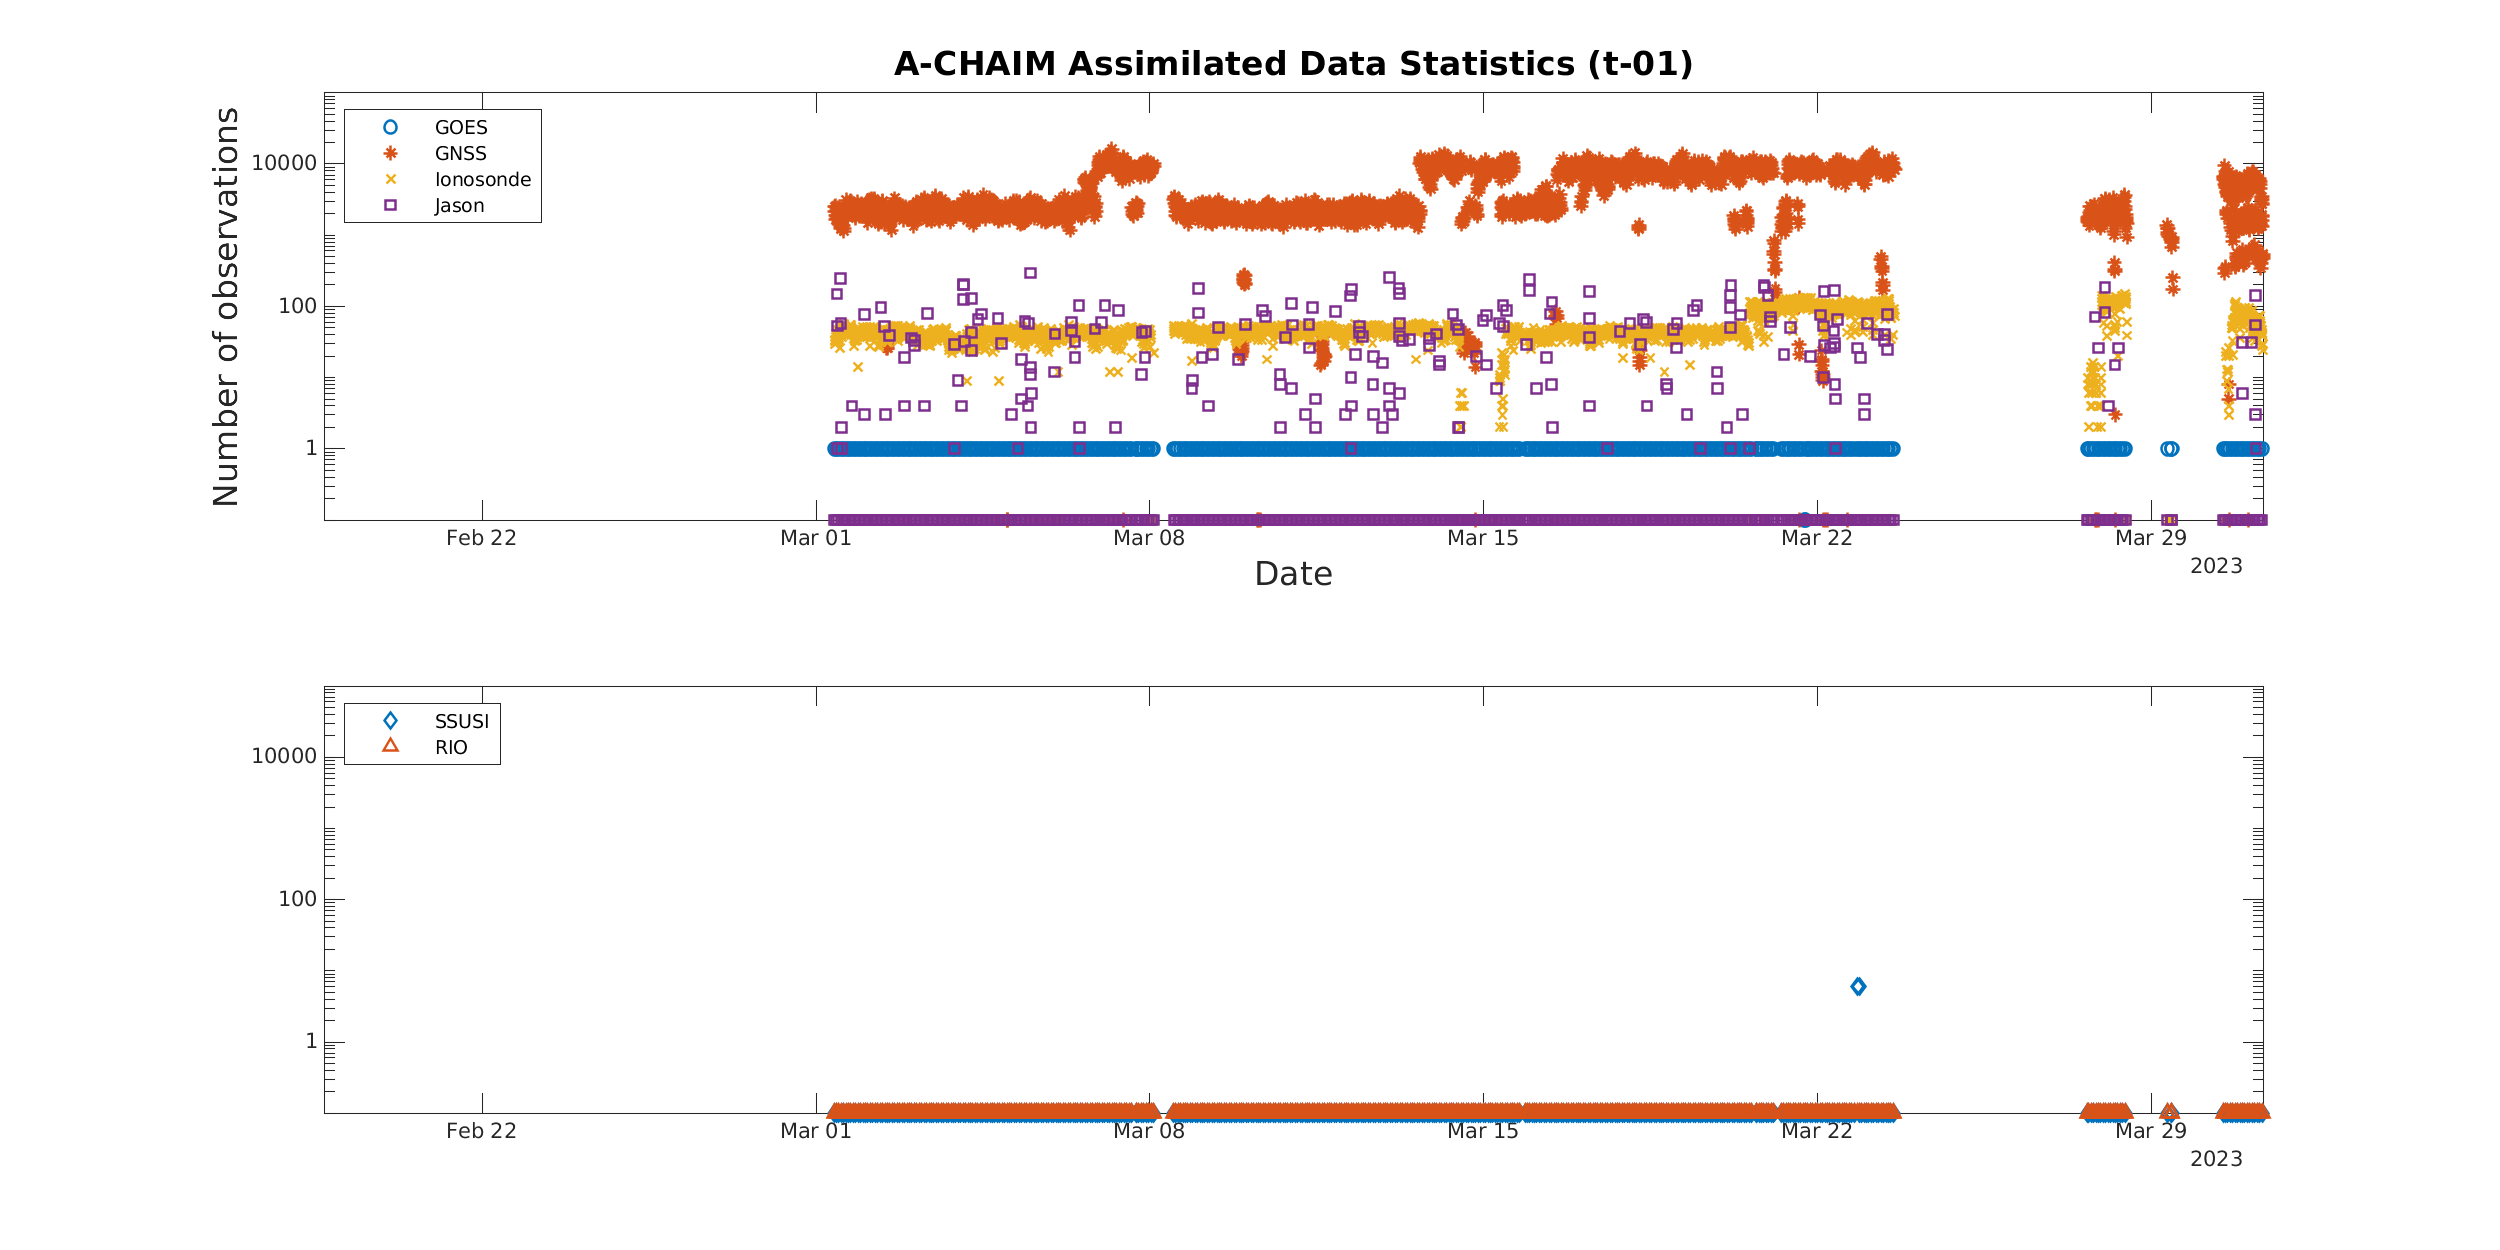 A-CHAIM Assimilated Data Statistics (t-01)
Number of observations
10000
100
1
GOES
GNSS
Ionosonde
Jason
Feb 22
Mar 01
Mar 08
Mar 15
Mar 22
Mar 29
2023
Date
10000
100
1
SSUSI
RIO
Feb 22
Mar 01
Mar 08
Mar 15
Mar 22
Mar 29
2023